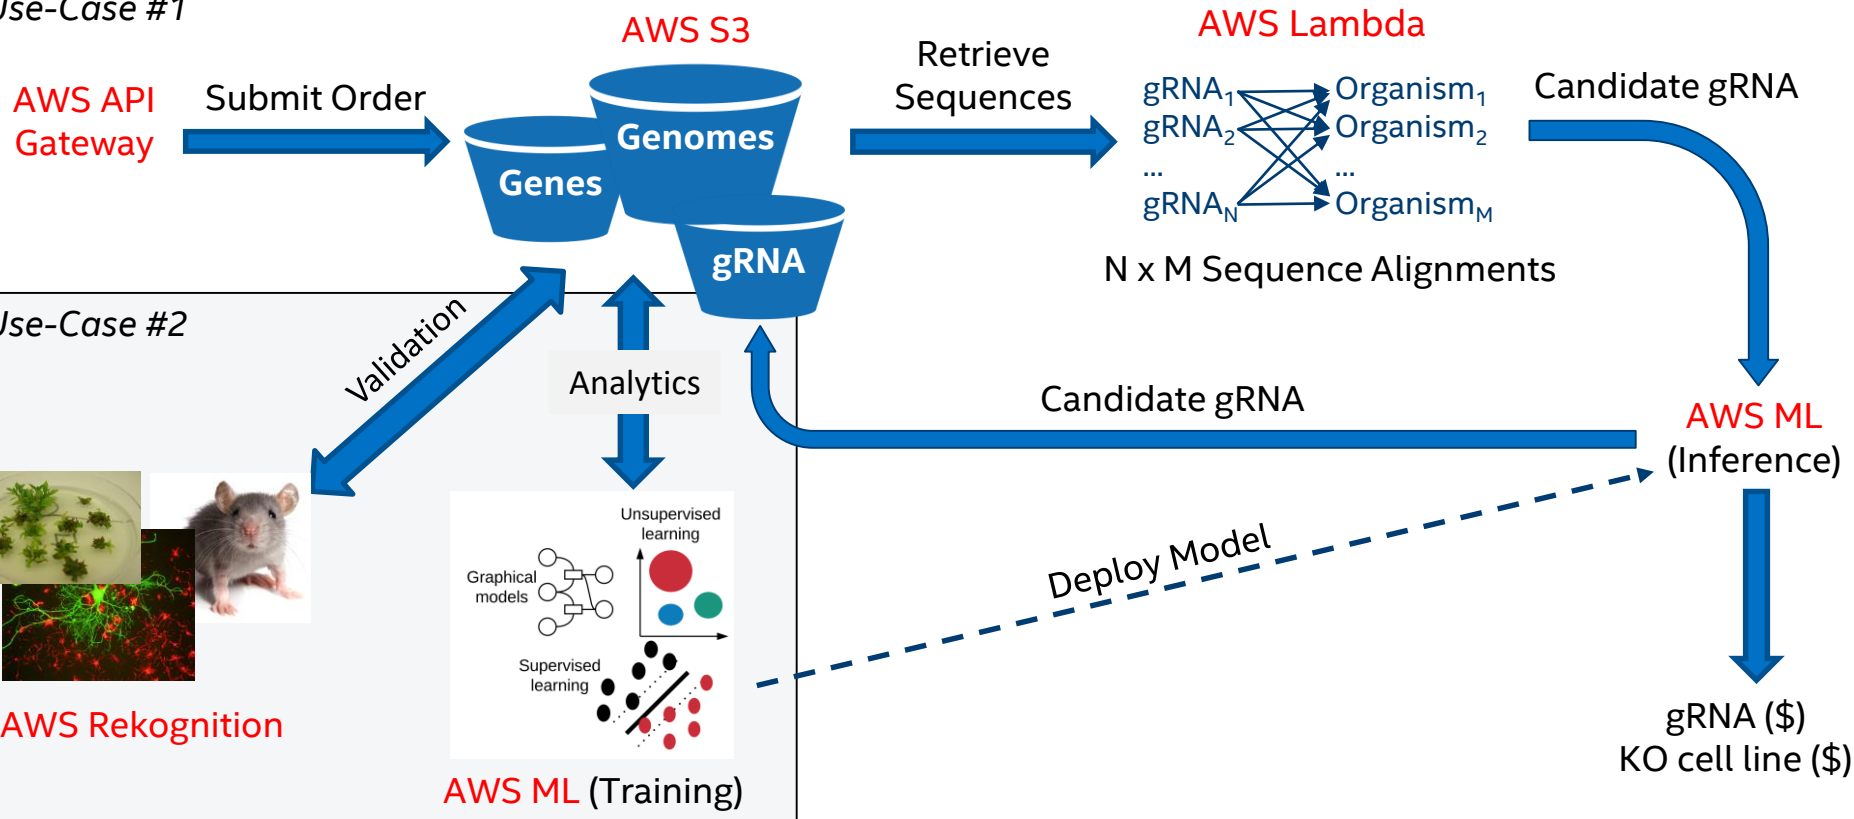 Use-Case #1
AWS API
Gateway
Submit Order
AWS S3
Genomes
Genes
gRNA
Retrieve
Sequences
AWS Lambda
gRNA1 Organism1
gRNA2 Organism2
... ...
gRNAN OrganismM
N x M Sequence Alignments
Candidate gRNA
AWS ML
(Inference)
Candidate gRNA
gRNA ($)
KO cell line ($)
Use-Case #2
Validation
Analytics
Deploy Model
Unsupervised
learning
Graphical
models
Supervised
learning
AWS Rekognition
AWS ML (Training)